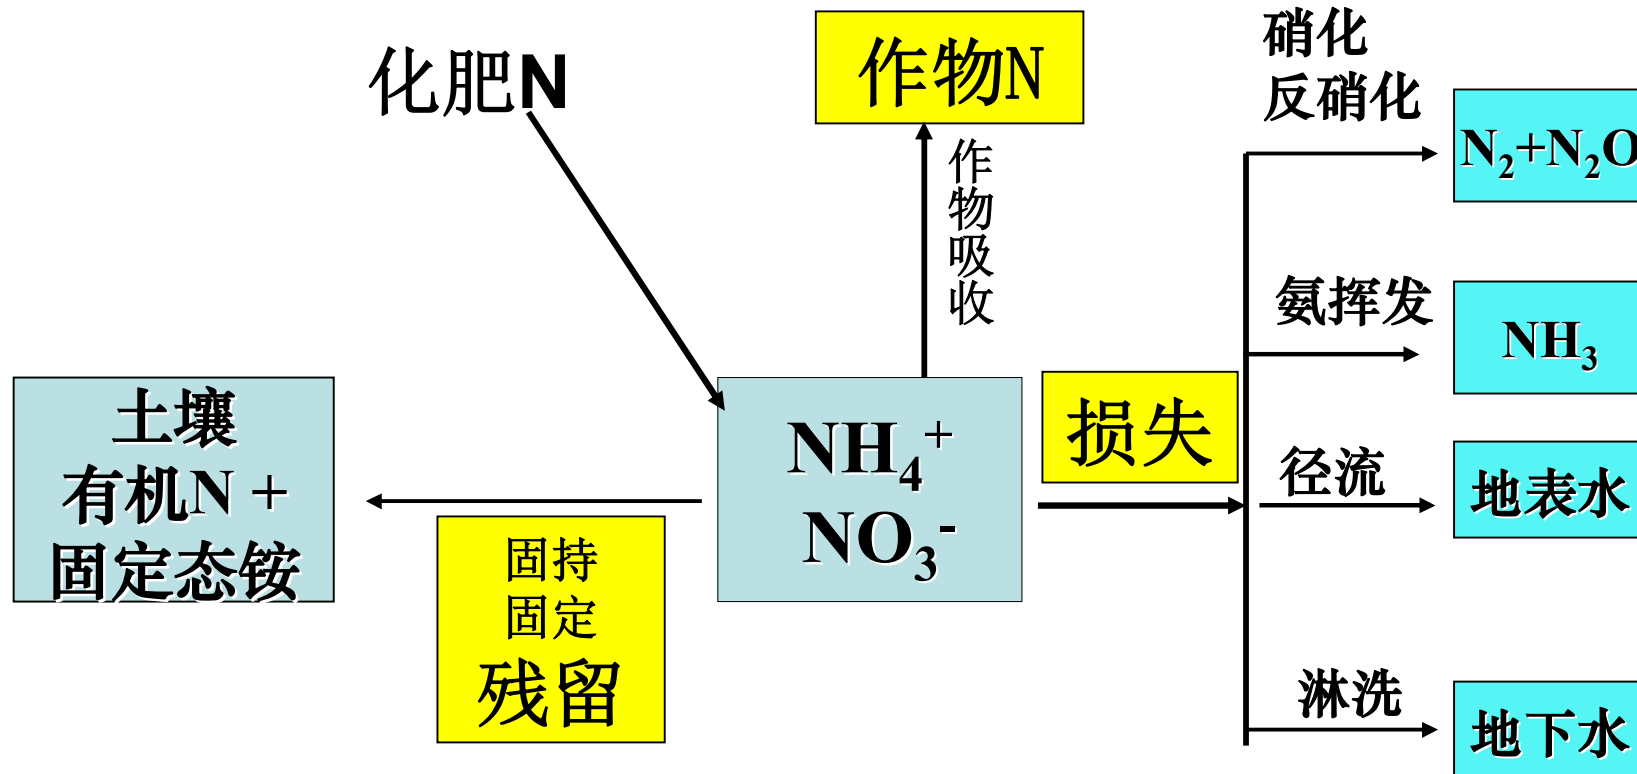 化肥N
作物N
作物吸收
硝化
反硝化
N₂+N₂O
氨挥发
NH₃
土壤
有机N +
固定态铵
NH₄⁺
NO₃⁻
损失
径流
地表水
固持
固定
残留
淋洗
地下水